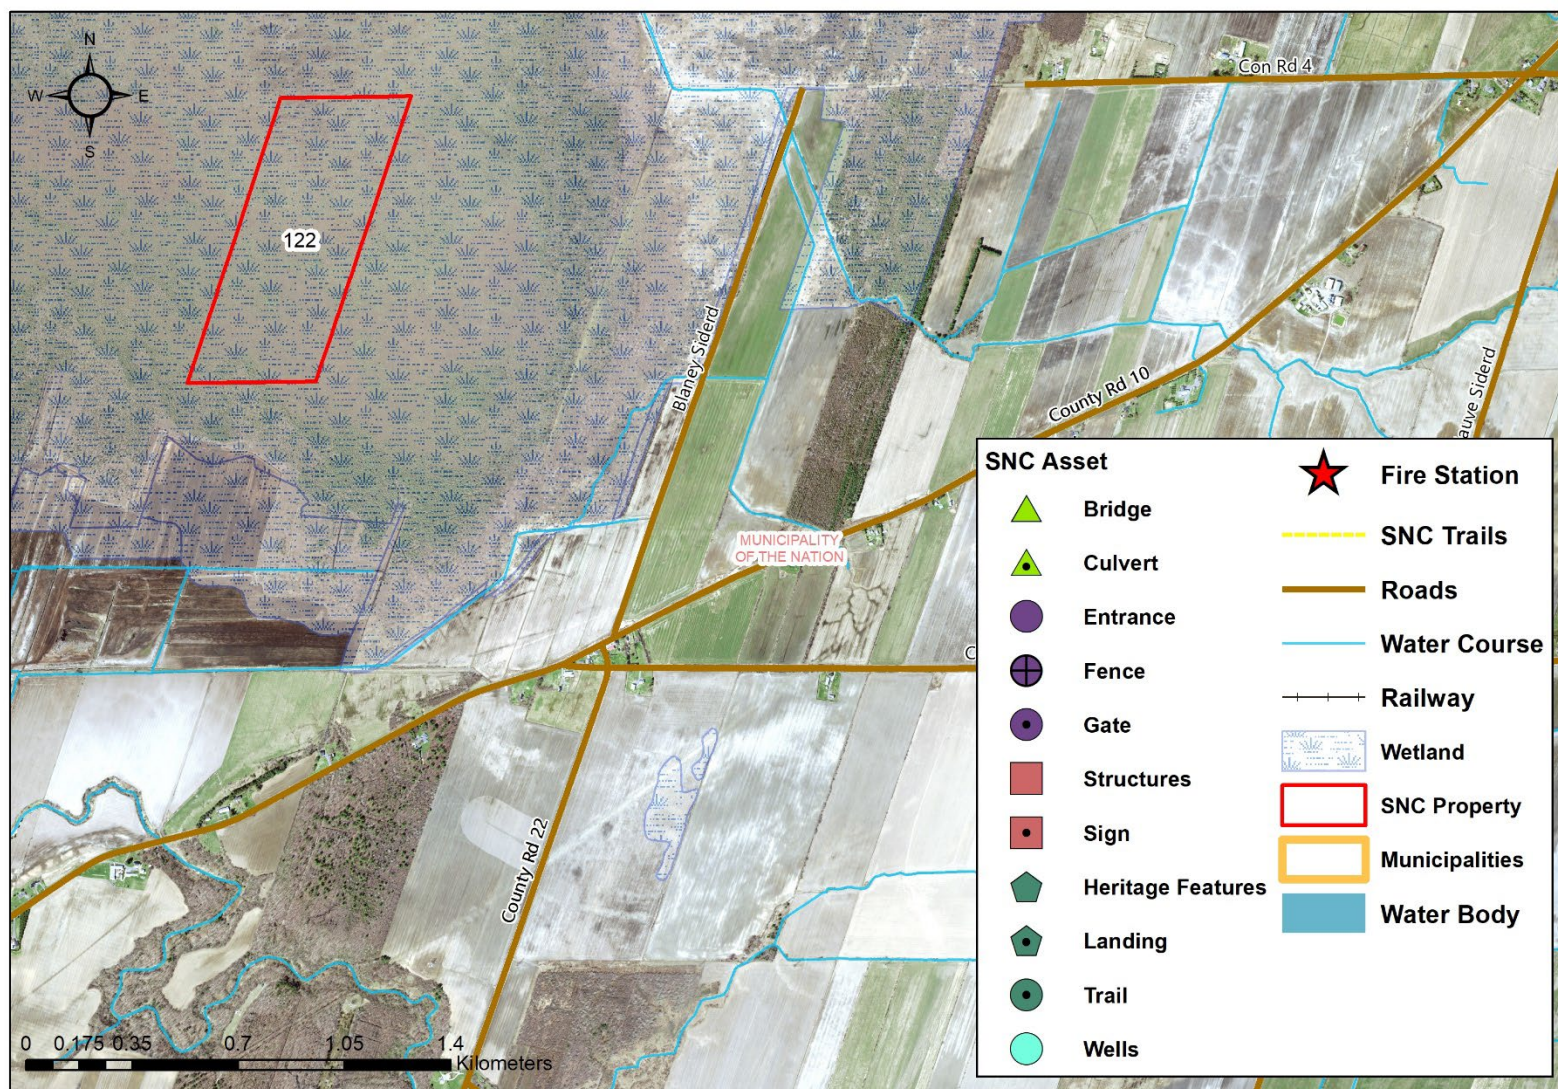 N
W E
S
122
Con Rd 4
Blaney Siderd
County Rd 10
auve Siderd
MUNICIPALITY
OF THE NATION
C
County Rd 22
SNC Asset
Bridge
Culvert
Entrance
Fence
Gate
Structures
Sign
Heritage Features
Landing
Trail
Wells
Fire Station
SNC Trails
Roads
Water Course
Railway
Wetland
SNC Property
Municipalities
Water Body
0 0.175 0.35 0.7 1.05 1.4
Kilometers